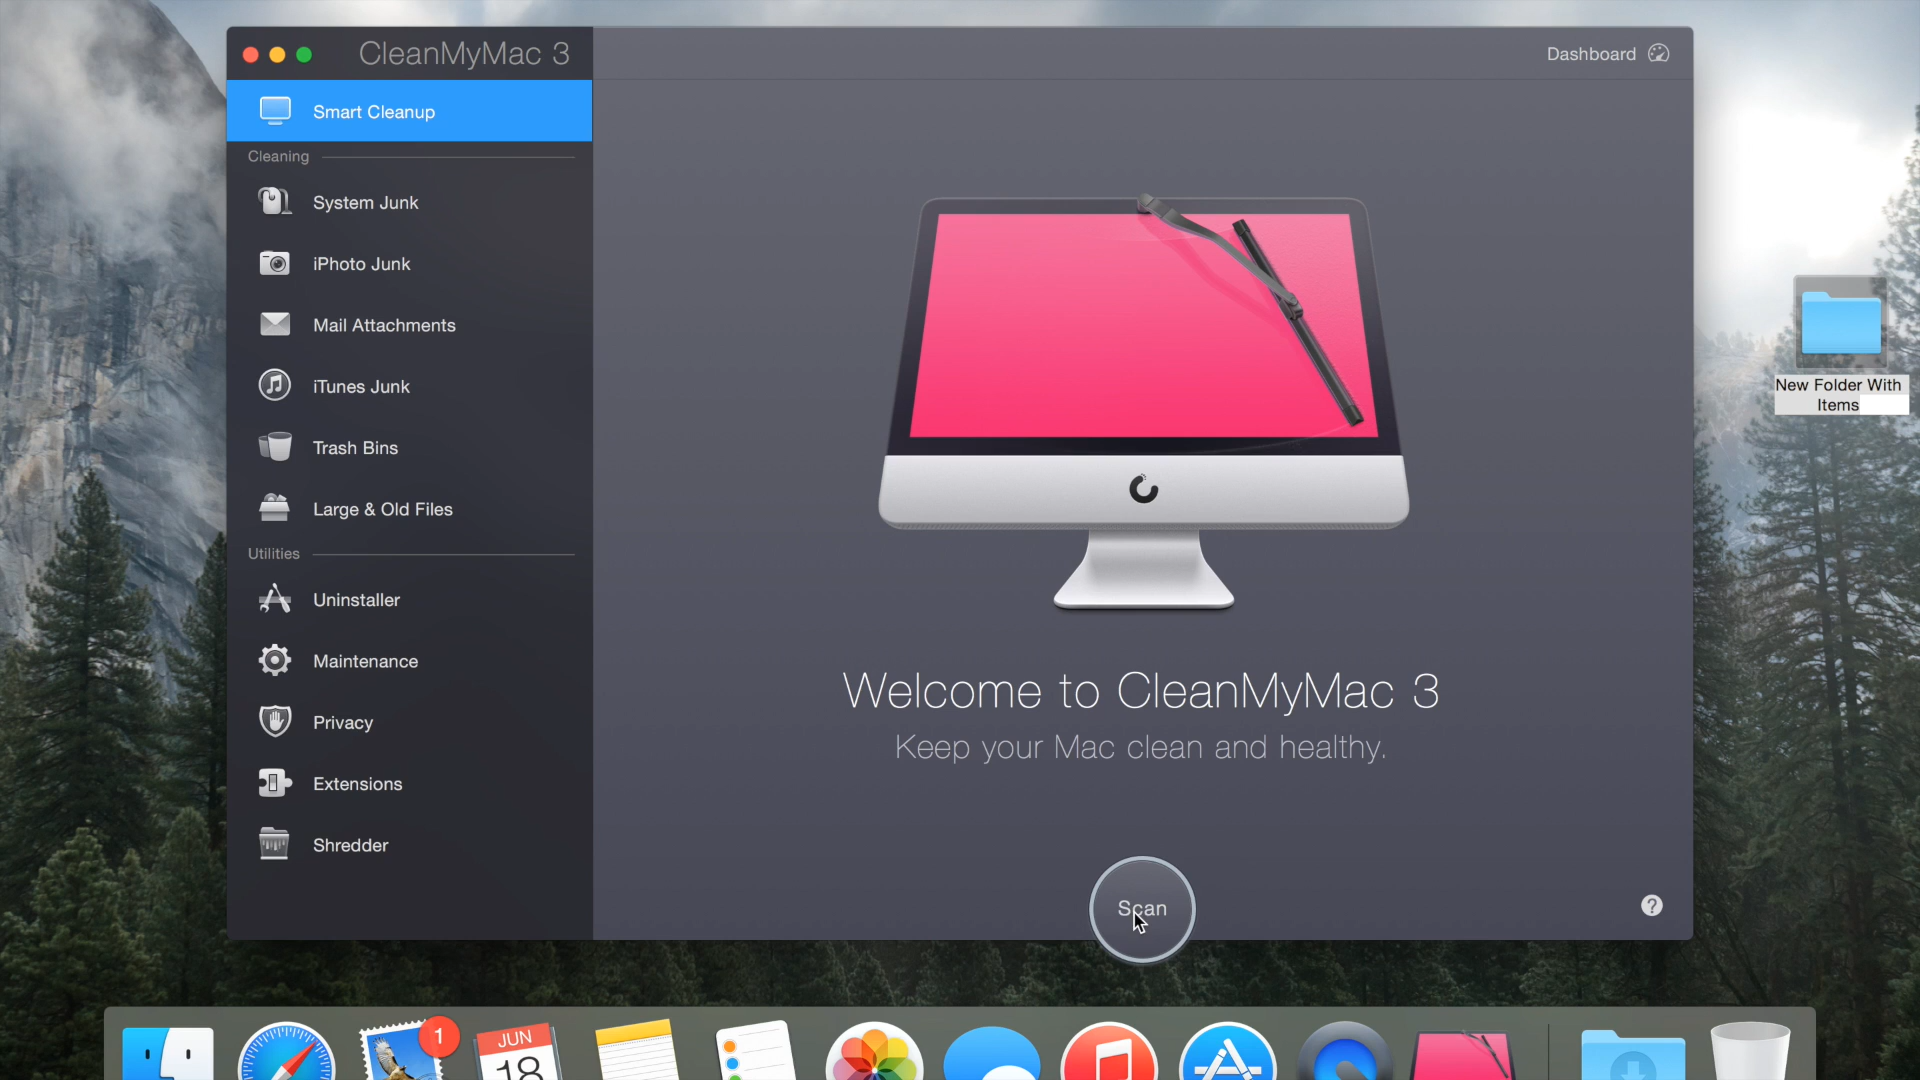 CleanMyMac 3
Dashboard
Smart Cleanup
Cleaning
System Junk
iPhoto Junk
Mail Attachments
iTunes Junk
Trash Bins
Large & Old Files
Utilities
Uninstaller
Maintenance
Privacy
Extensions
Shredder
Welcome to CleanMyMac 3
Keep your Mac clean and healthy.
Scan
?
New Folder With
Items
1
JUN
18